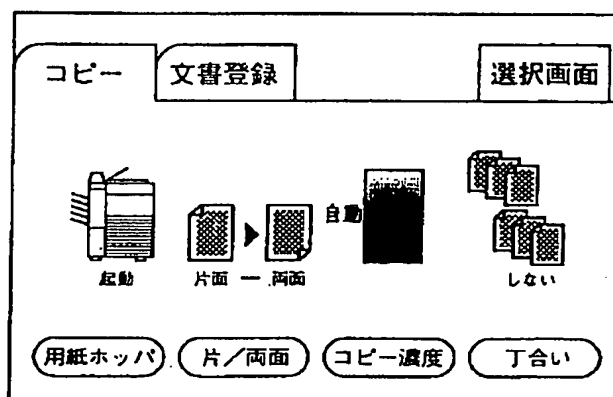 コピー 文書登録 選択画面
自動
起動 片面 ー 両面 しない
用紙ホッパ 片／両面 コピー濃度 丁合い